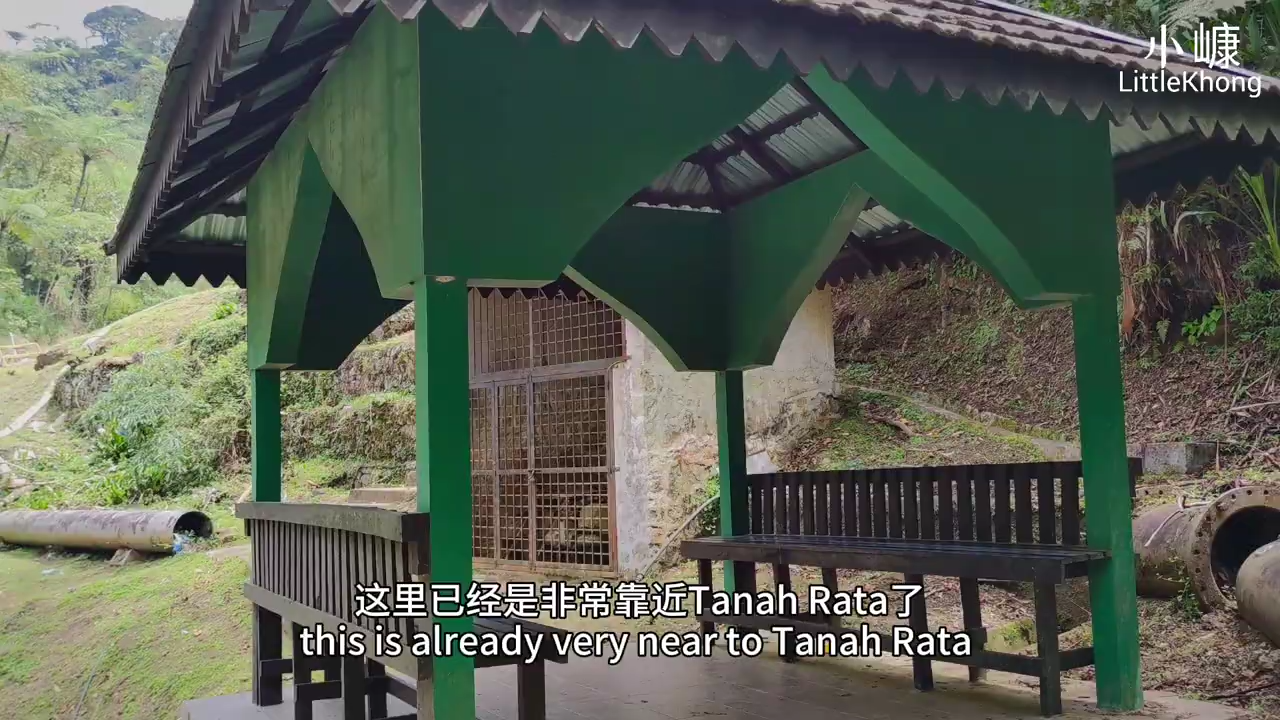 小嵻
LittleKhong
这里已经是非常靠近Tanah Rata了
this is already very near to Tanah Rata